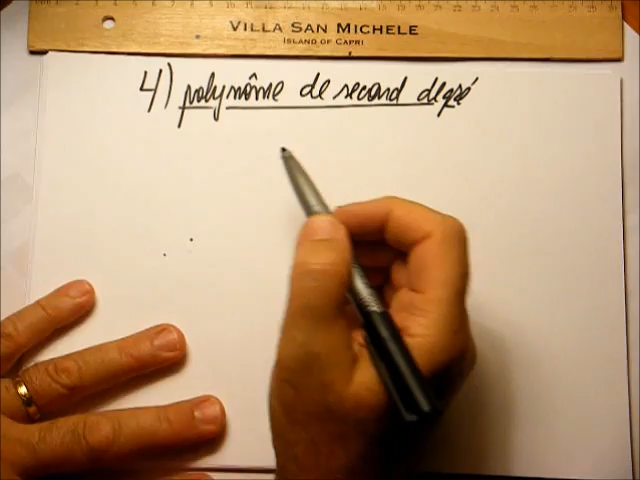 VILLA SAN MICHELE
ISLAND OF CAPRI
4) polynôme de second degré